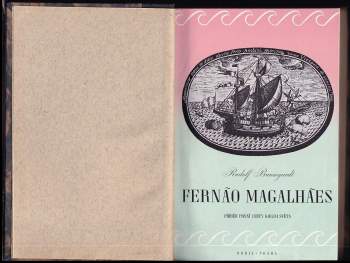 Rudolf Baumgardt
FERNÃO MAGALHÃES
PŘÍBĚH PRVNÍ CESTY KOLEM SVĚTA
ORBIS - PRAHA